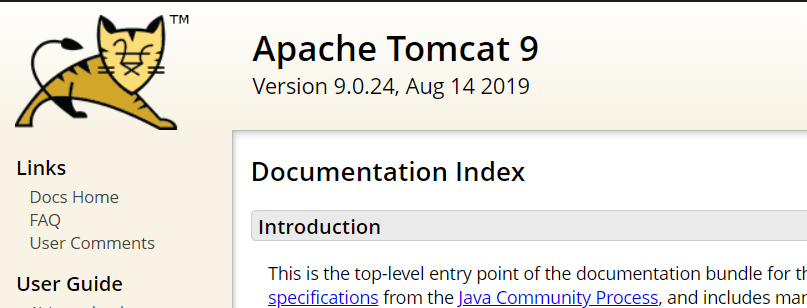 TM
Apache Tomcat 9
Version 9.0.24, Aug 14 2019
Links
Docs Home
FAQ
User Comments
User Guide
Documentation Index
Introduction
This is the top-level entry point of the documentation bundle for
specifications from the Java Community Process, and includes